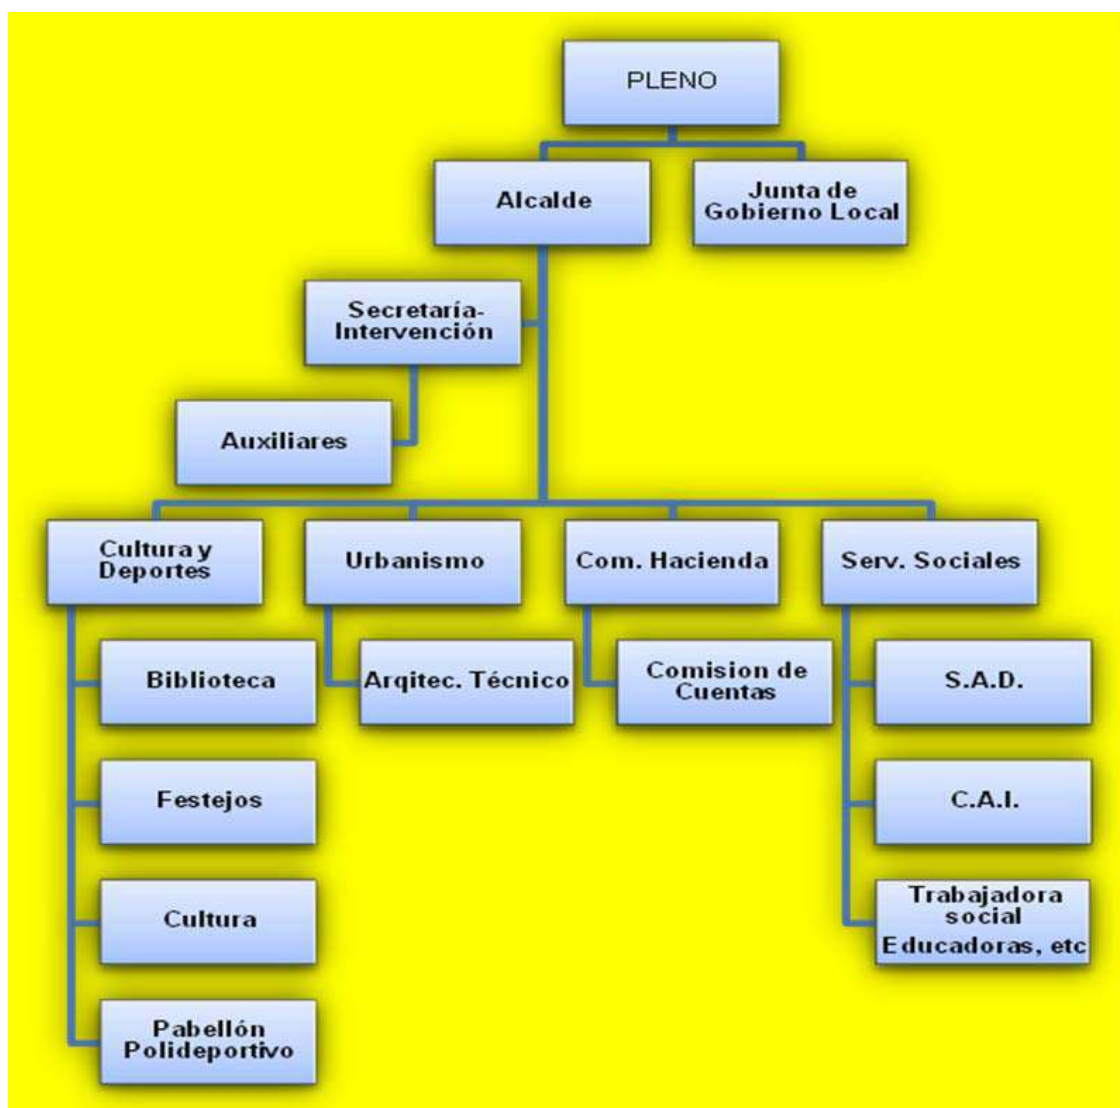 PLENO
Alcalde
Junta de
Gobierno Local
Secretaría-
Intervención
Auxiliares
Cultura y
Deportes
Urbanismo
Com. Hacienda
Serv. Sociales
Biblioteca
Arqitec. Técnico
Comision de
Cuentas
S.A.D.
Festejos
C.A.I.
Cultura
Trabajadora
social
Educadoras, etc
Pabellón
Polideportivo